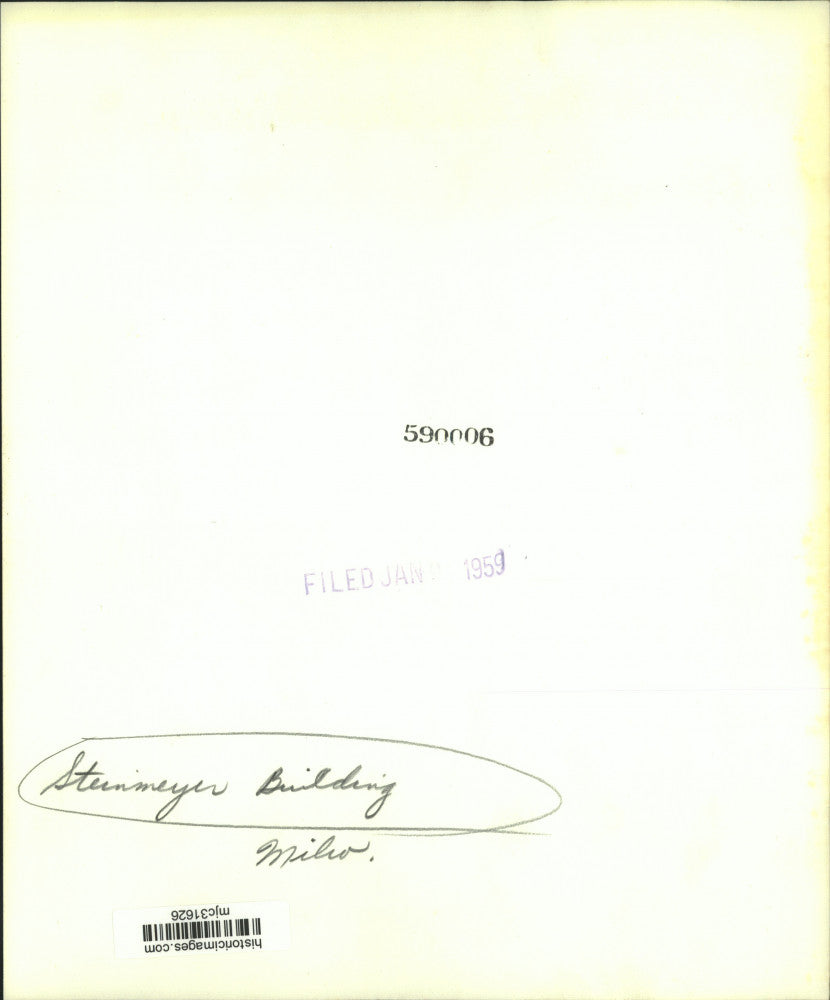 590006
FILED JAN 1959
Steinmeyer Building
Milw.
mjc31626
historicimages.com